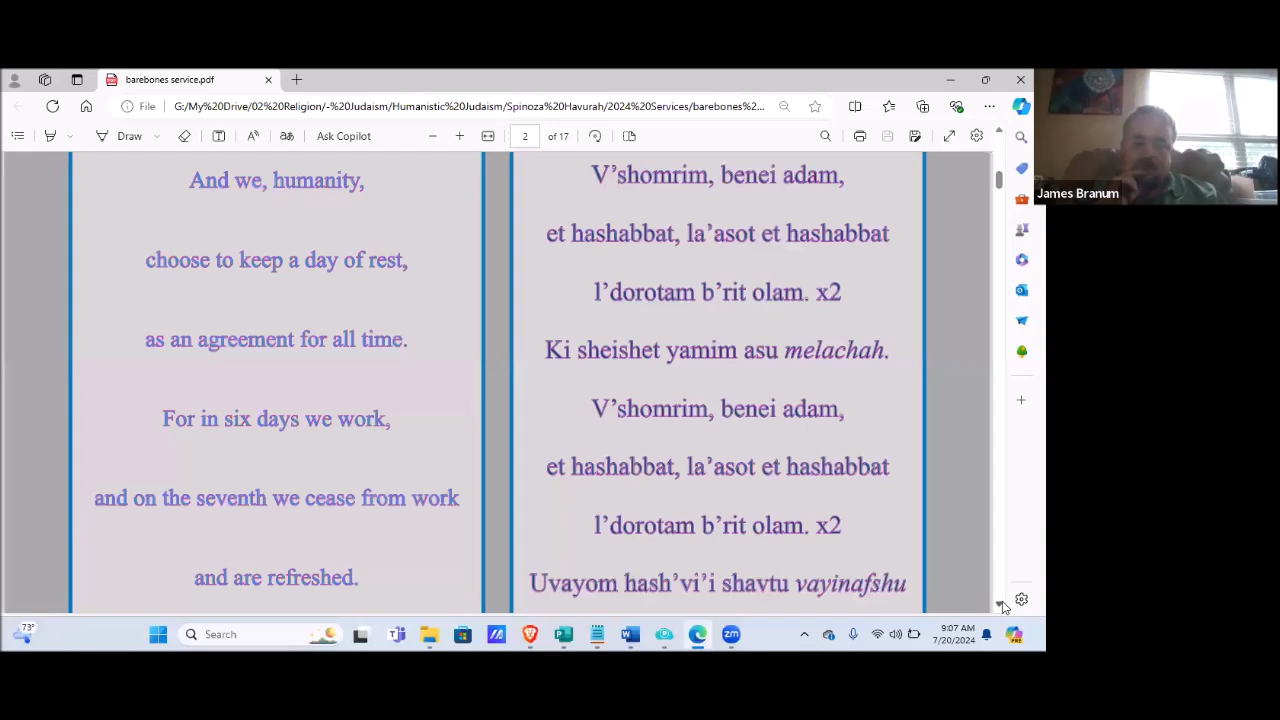 barebones service.pdf
File
G:/My%20Drive/02%20Religion/-%20Judaism/Humanistic%20Judaism/Spinoza%20Havurah/2024%20Services/barebones%2...
Draw
Ask Copilot
2
of 17
James Branum
And we, humanity,
choose to keep a day of rest,
as an agreement for all time.
For in six days we work,
and on the seventh we cease from work
and are refreshed.
V’shomrim, benei adam,
et hashabbat, la’asot et hashabbat
l’dorotam b’rit olam. x2
Ki sheishet yamim asu melachah.
V’shomrim, benei adam,
et hashabbat, la’asot et hashabbat
l’dorotam b’rit olam. x2
Uvayom hash’vi’i shavtu vayinafshu
73°
Search
zm
9:07 AM
7/20/2024